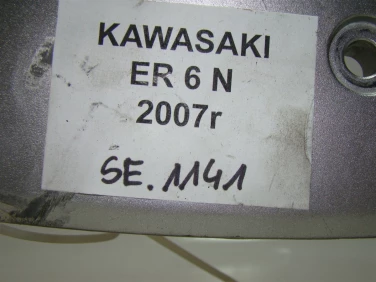 KAWASAKI
ER 6 N
2007r
SE. 1141